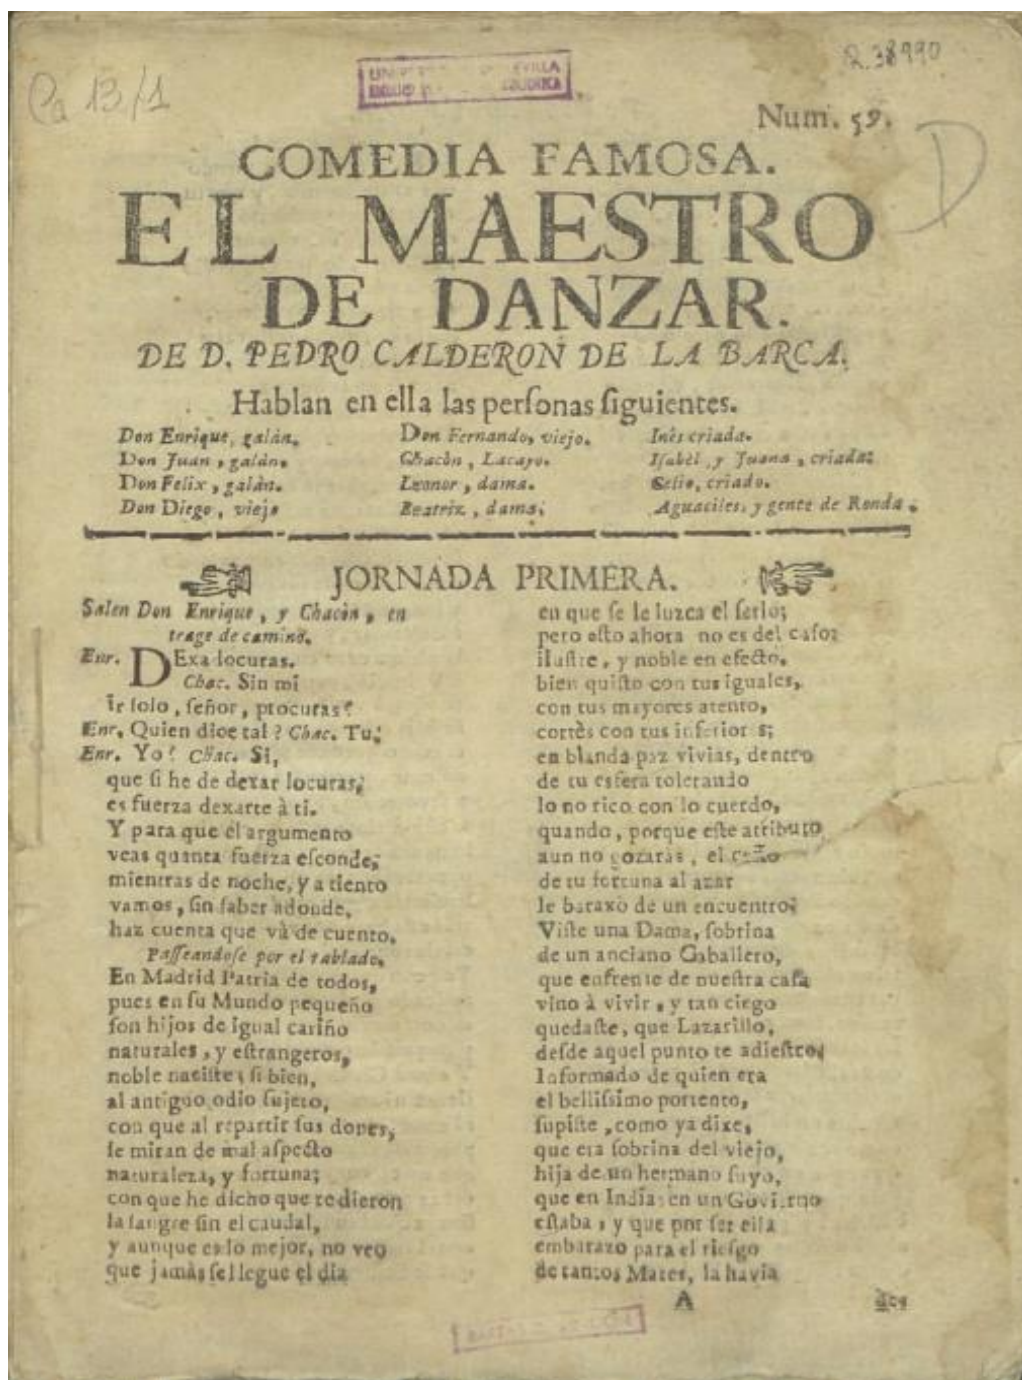 Ca 13/1
R. 38990
Num. 59.
D
COMEDIA FAMOSA.
EL MAESTRO
DE DANZAR.
DE D. PEDRO CALDERON DE LA BARCA.
Hablan en ella las perſonas ſiguientes.
Don Enrique, galàn.
Don Juan, galàn.
Don Felix, galàn.
Don Diego, viejo
Don Fernando, viejo.
Chacòn, Lacayo.
Leonor, dama.
Beatriz, dama.
Inès criada.
Iſabèl, y Juana, criadas
Celio, criado.
Aguaciles, y gente de Ronda.
JORNADA PRIMERA.
Salen Don Enrique, y Chacòn, en
trage de camino.
Enr. DExa locuras.
Chac. Sin mi
ir ſolo, ſeñor, procuras?
Enr. Quien dice tal? Chac. Tu;
Enr. Yo? Chac. Si,
que ſi he de dexar locuras,
es fuerza dexarte à ti.
Y para que el argumento
veas quanta fuerza eſconde,
mientras de noche, y a tiento
vamos, ſin ſaber adonde,
haz cuenta que và de cuento.
Paſſeandoſe por el tablado.
En Madrid Patria de todos,
pues en ſu Mundo pequeño
ſon hijos de igual cariño
naturales, y eſtrangeros,
noble naciſte; ſi bien,
al antiguo odio ſujeto,
con que al repartir ſus dones,
ſe miran de mal aſpecto
naturaleza, y fortuna;
con que he dicho que te dieron
la ſangre ſin el caudal,
y aunque es lo mejor, no veo
que jamàs ſe llegue el dia
en que ſe le luzca el ſerlo;
pero eſto ahora no es del caſo:
iluſtre, y noble en efecto,
bien quiſto con tus iguales,
con tus mayores atento,
cortès con tus inferiores;
en blanda paz vivias, dentro
de tu esfera tolerando
lo no rico con lo cuerdo,
quando, porque eſte atributo
aun no gozaràs, el ceño
de tu fortuna al azar
le baraxo de un encuentro;
Viſte una Dama, ſobrina
de un anciano Caballero,
que enfrente de nueſtra caſa
vino à vivir, y tan ciego
quedaſte, que Lazarillo,
deſde aquel punto te adieſtro;
Informado de quien era
el belliſsimo portento,
ſupiſte, como ya dixe,
que era ſobrina del viejo,
hija de un hermano ſuyo,
que en India; en un Govierno
eſtaba, y que por ſer ella
embarazo para el rieſgo
de tantos Mares, la havia
A
dex